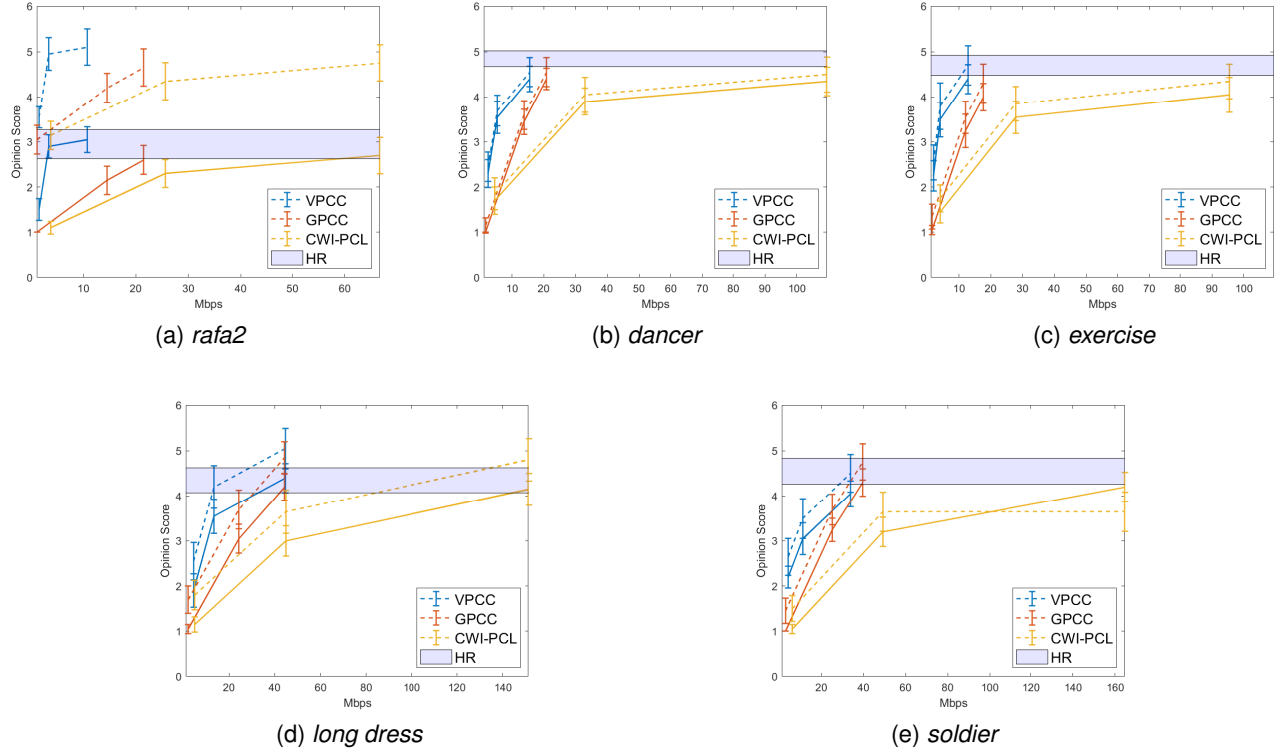 6
5
4
3
2
1
0
Opinion Score
10 20 30 40 50 60
Mbps
VPCC
GPCC
CWI-PCL
HR
(a) rafa2
6
5
4
3
2
1
0
Opinion Score
10 20 30 40 50 60 70 80 90 100
Mbps
VPCC
GPCC
CWI-PCL
HR
(b) dancer
6
5
4
3
2
1
0
Opinion Score
10 20 30 40 50 60 70 80 90 100
Mbps
VPCC
GPCC
CWI-PCL
HR
(c) exercise
6
5
4
3
2
1
0
Opinion Score
20 40 60 80 100 120 140
Mbps
VPCC
GPCC
CWI-PCL
HR
(d) long dress
6
5
4
3
2
1
0
Opinion Score
20 40 60 80 100 120 140 160
Mbps
VPCC
GPCC
CWI-PCL
HR
(e) soldier